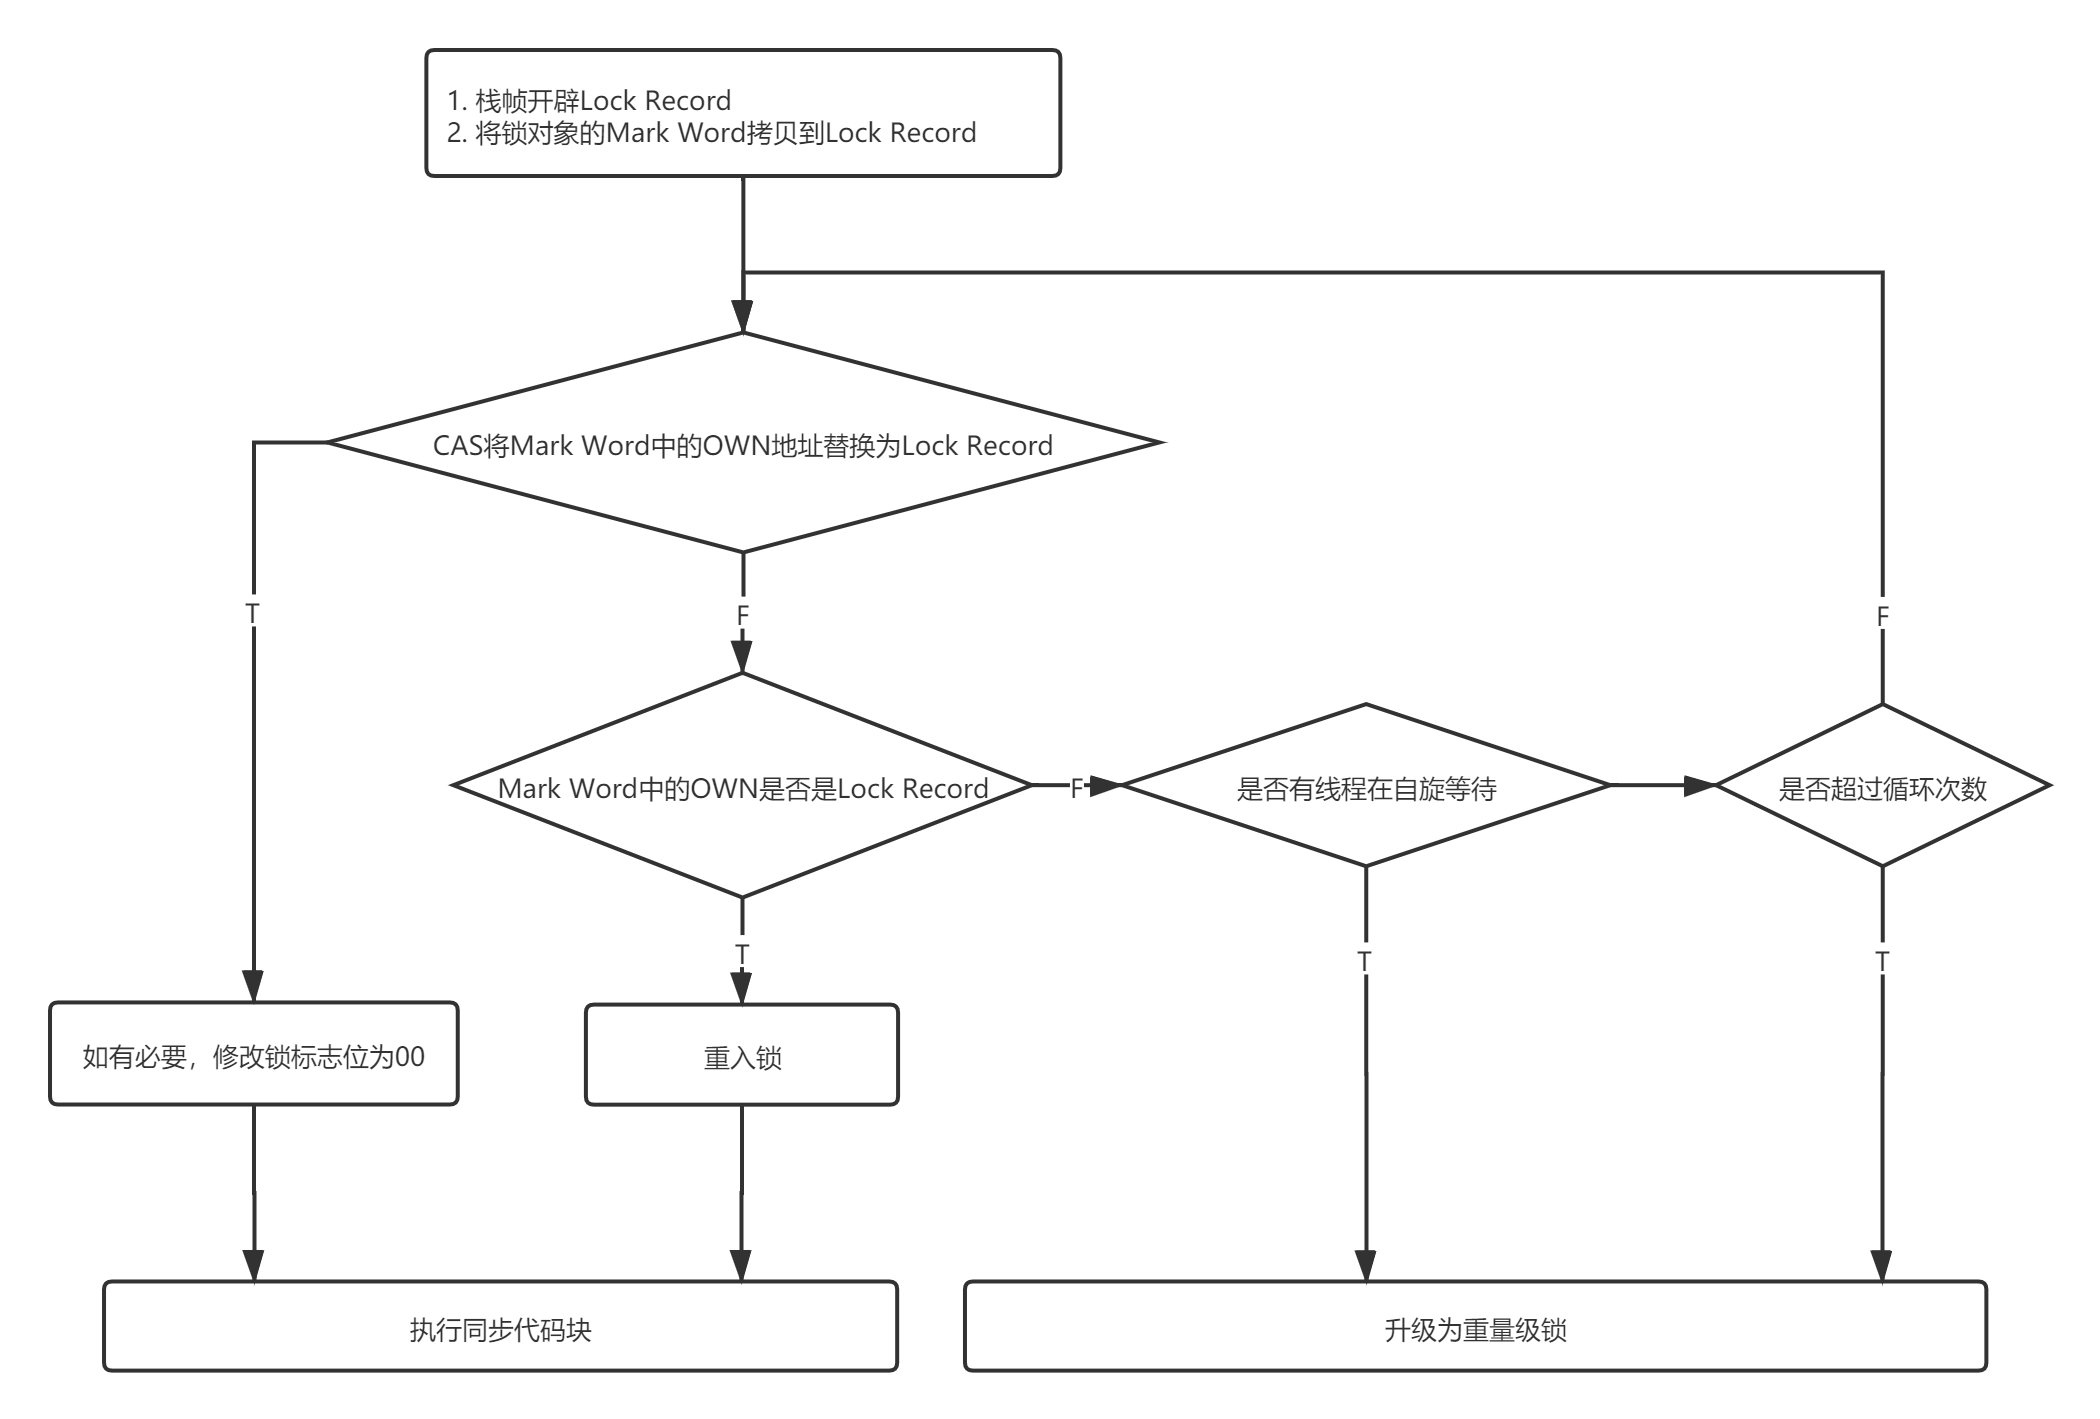 1. 栈帧开辟Lock Record
2. 将锁对象的Mark Word拷贝到Lock Record
CAS将Mark Word中的OWN地址替换为Lock Record
T
F
F
Mark Word中的OWN是否是Lock Record
F
是否有线程在自旋等待
是否超过循环次数
T
T
T
如有必要，修改锁标志位为00
重入锁
执行同步代码块
升级为重量级锁